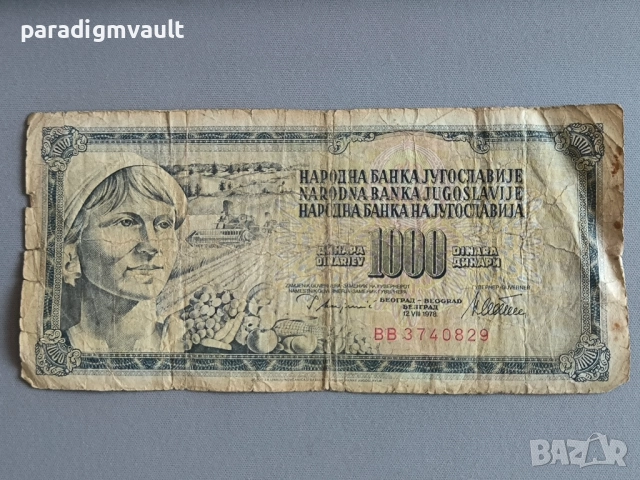 paradigmvault
НАРОДНА БАНКА ЈУГОСЛАВИЈЕ
NARODNA BANKA JUGOSLAVIJE
НАРОДНА БАНКА НА ЈУГОСЛАВИЈА
ДИНАРА 1000 DINARA
DINARJEV ДИНАРИ
БЕОГРАД – BEOGRAD
БЕЛГРАД
12 VIII 1978
BB 3740829
BAZAR